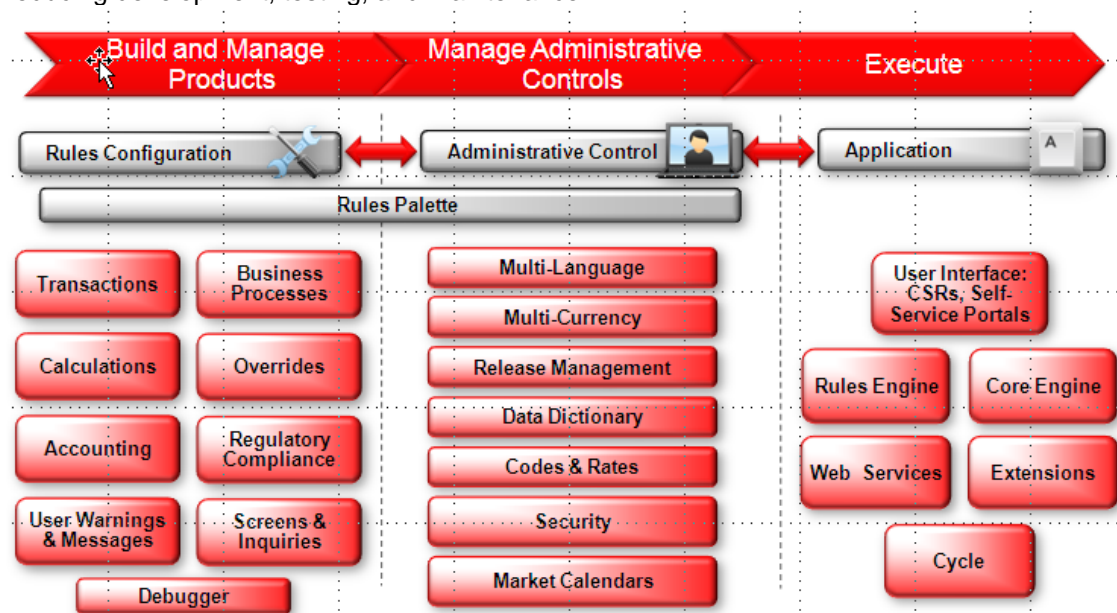 Build and Manage
Products
Manage Administrative
Controls
Execute
Rules Configuration
Administrative Control
Application
A
Rules Palette
Transactions
Business
Processes
Calculations
Overrides
Accounting
Regulatory
Compliance
User Warnings
& Messages
Screens &
Inquiries
Debugger
Multi-Language
Multi-Currency
Release Management
Data Dictionary
Codes & Rates
Security
Market Calendars
User Interface:
CSRs, Self-
Service Portals
Rules Engine
Core Engine
Web Services
Extensions
Cycle